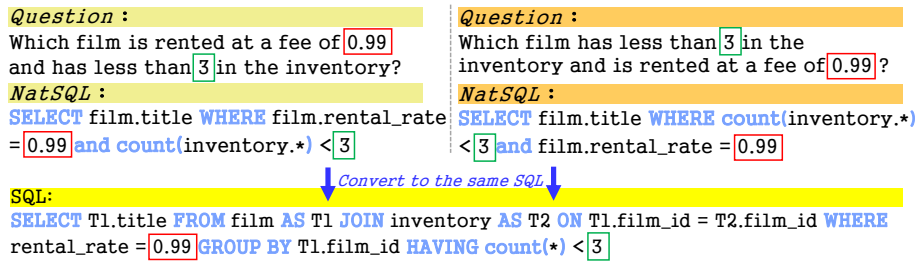 Question:
Which film is rented at a fee of 0.99
and has less than 3 in the inventory?
NatSQL:
SELECT film.title WHERE film.rental_rate
= 0.99 and count(inventory.*) < 3
Question:
Which film has less than 3 in the
inventory and is rented at a fee of 0.99 ?
NatSQL:
SELECT film.title WHERE count(inventory.*)
< 3 and film.rental_rate = 0.99
Convert to the same SQL
SQL:
SELECT T1.title FROM film AS T1 JOIN inventory AS T2 ON T1.film_id = T2.film_id WHERE
rental_rate = 0.99 GROUP BY T1.film_id HAVING count(*) < 3